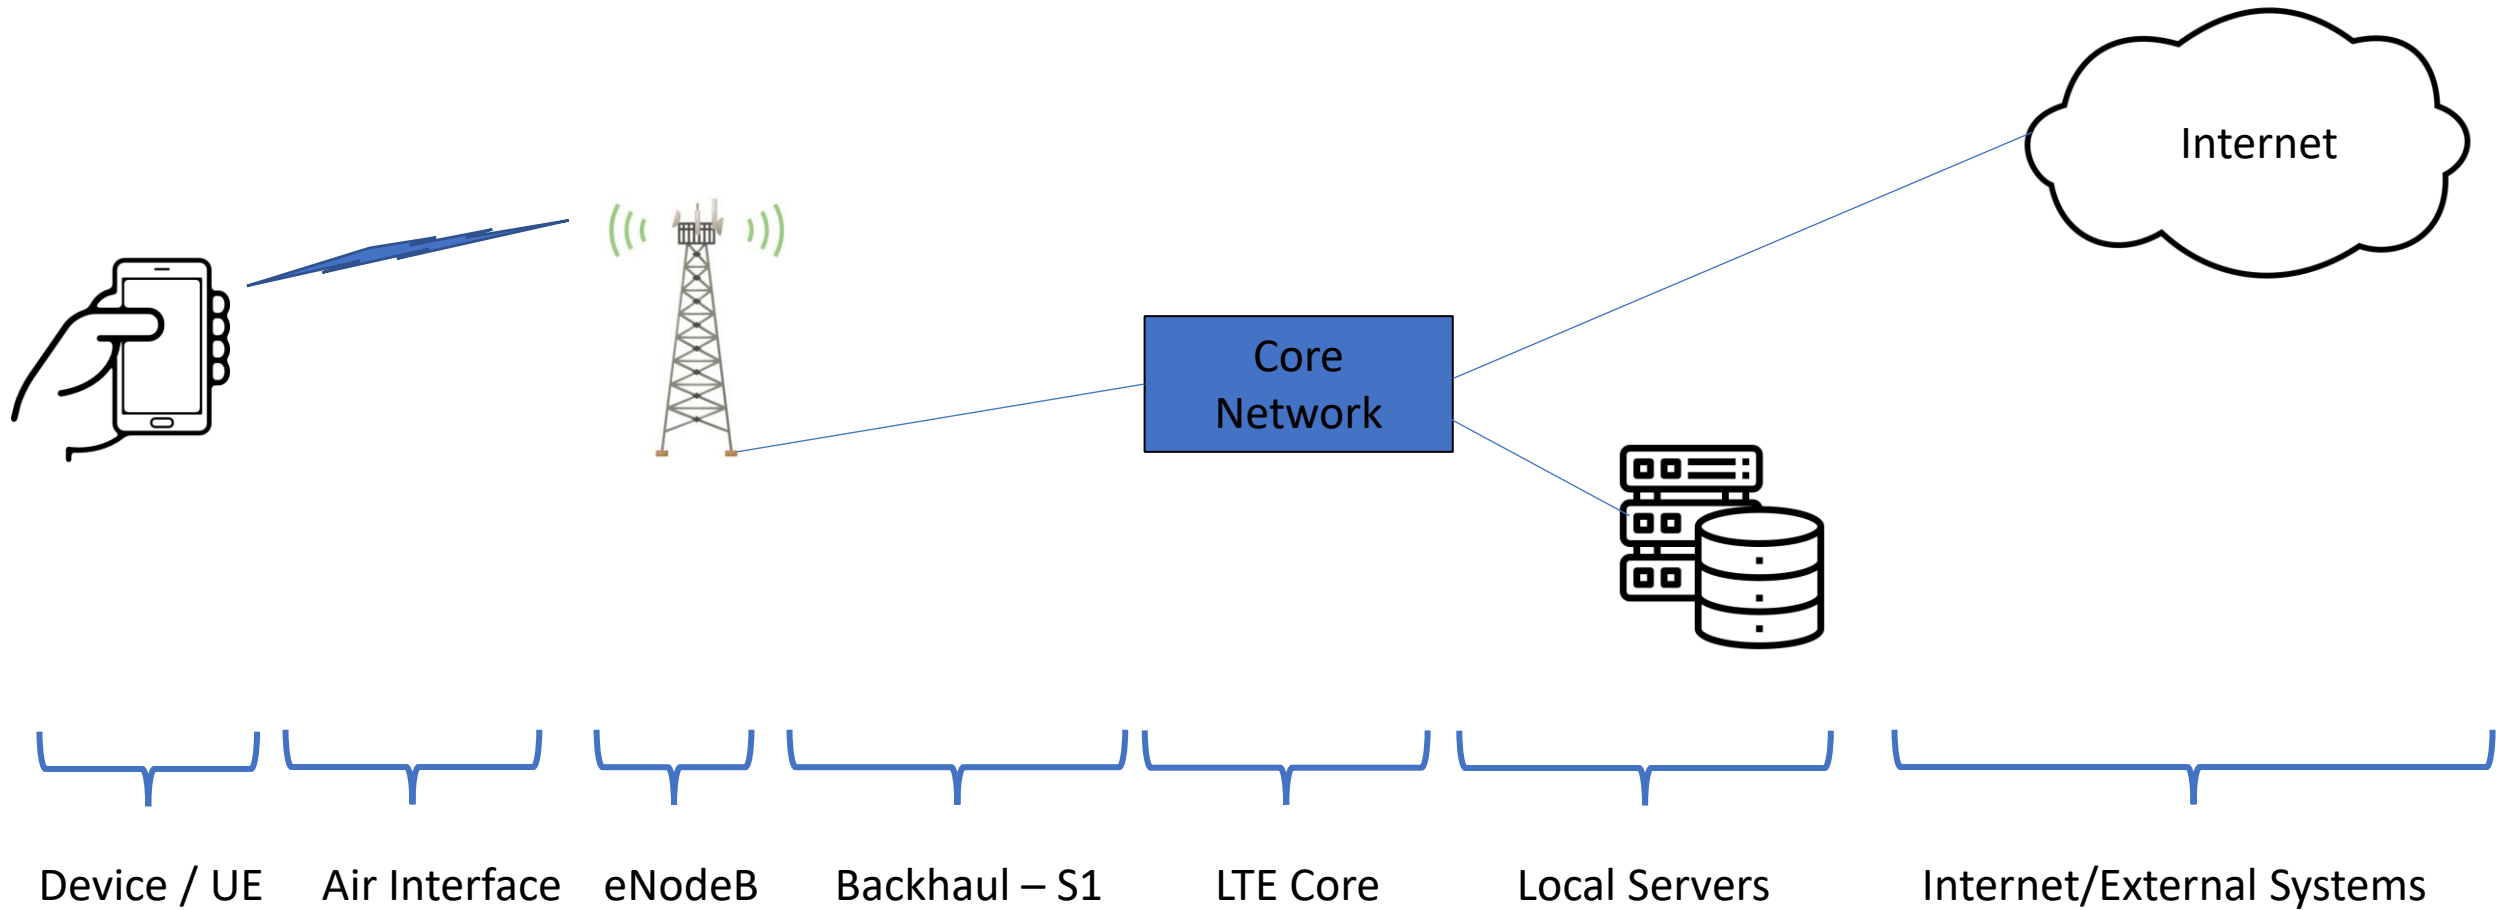 Internet
Core
Network
Device / UE
Air Interface
eNodeB
Backhaul – S1
LTE Core
Local Servers
Internet/External Systems